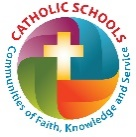 CATHOLIC SCHOOLS
Communities of Faith, Knowledge and Service